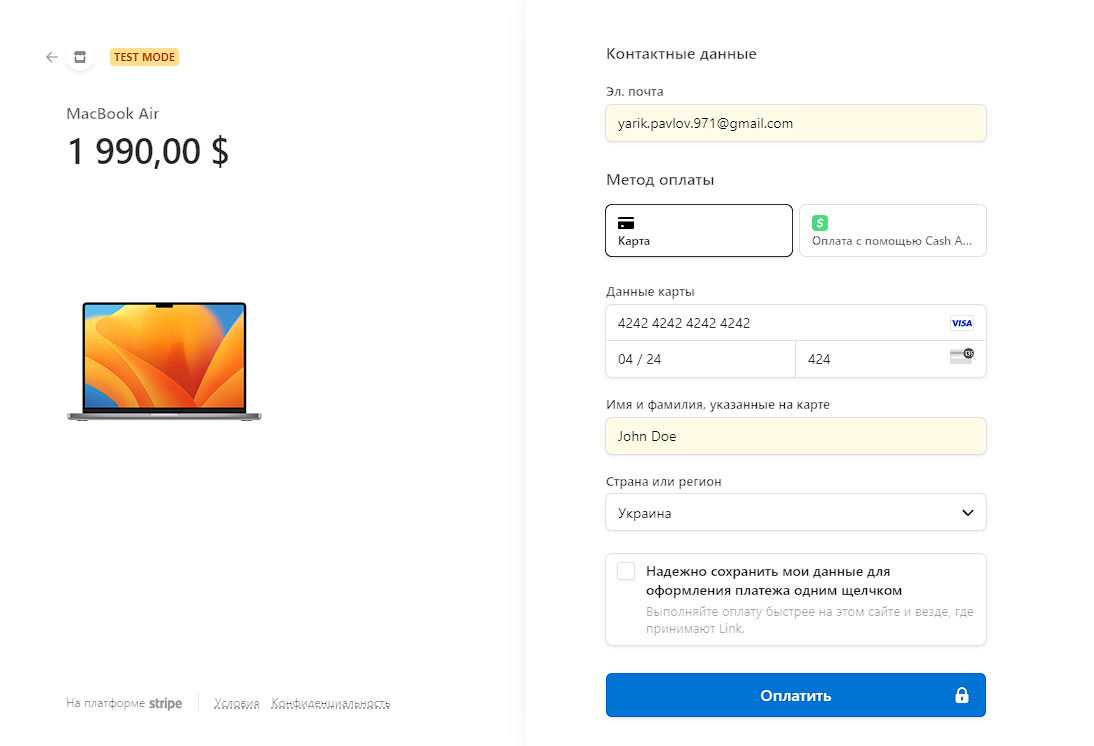 TEST MODE
MacBook Air
1 990,00 $
На платформе stripe
Условия Конфиденциальность
Контактные данные
Эл. почта
yarik.pavlov.971@gmail.com
Метод оплаты
Карта
Оплата с помощью Cash A...
Данные карты
4242 4242 4242 4242
VISA
04 / 24
424
Имя и фамилия, указанные на карте
John Doe
Страна или регион
Украина
Надежно сохранить мои данные для
оформления платежа одним щелчком
Выполняйте оплату быстрее на этом сайте и везде, где
принимают Link.
Оплатить